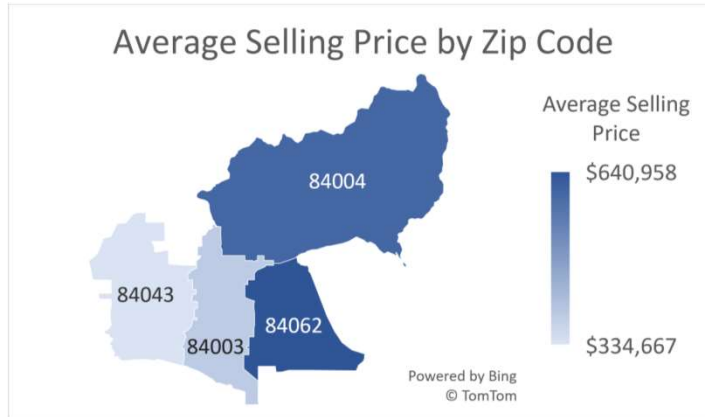 Average Selling Price by Zip Code
Average Selling
Price
$640,958
84004
84043
84003
84062
$334,667
Powered by Bing
© TomTom